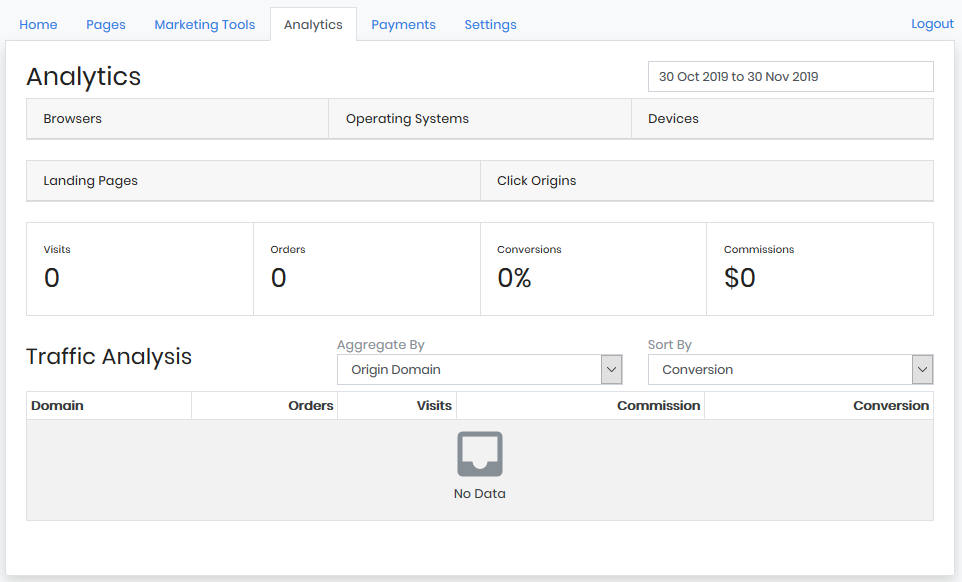 Home Pages Marketing Tools Analytics Payments Settings Logout
Analytics 30 Oct 2019 to 30 Nov 2019
Browsers Operating Systems Devices
Landing Pages Click Origins
Visits Orders Conversions Commissions
0 0 0% $0
Aggregate By Sort By
Traffic Analysis Origin Domain Conversion
Domain Orders Visits Commission Conversion
No Data